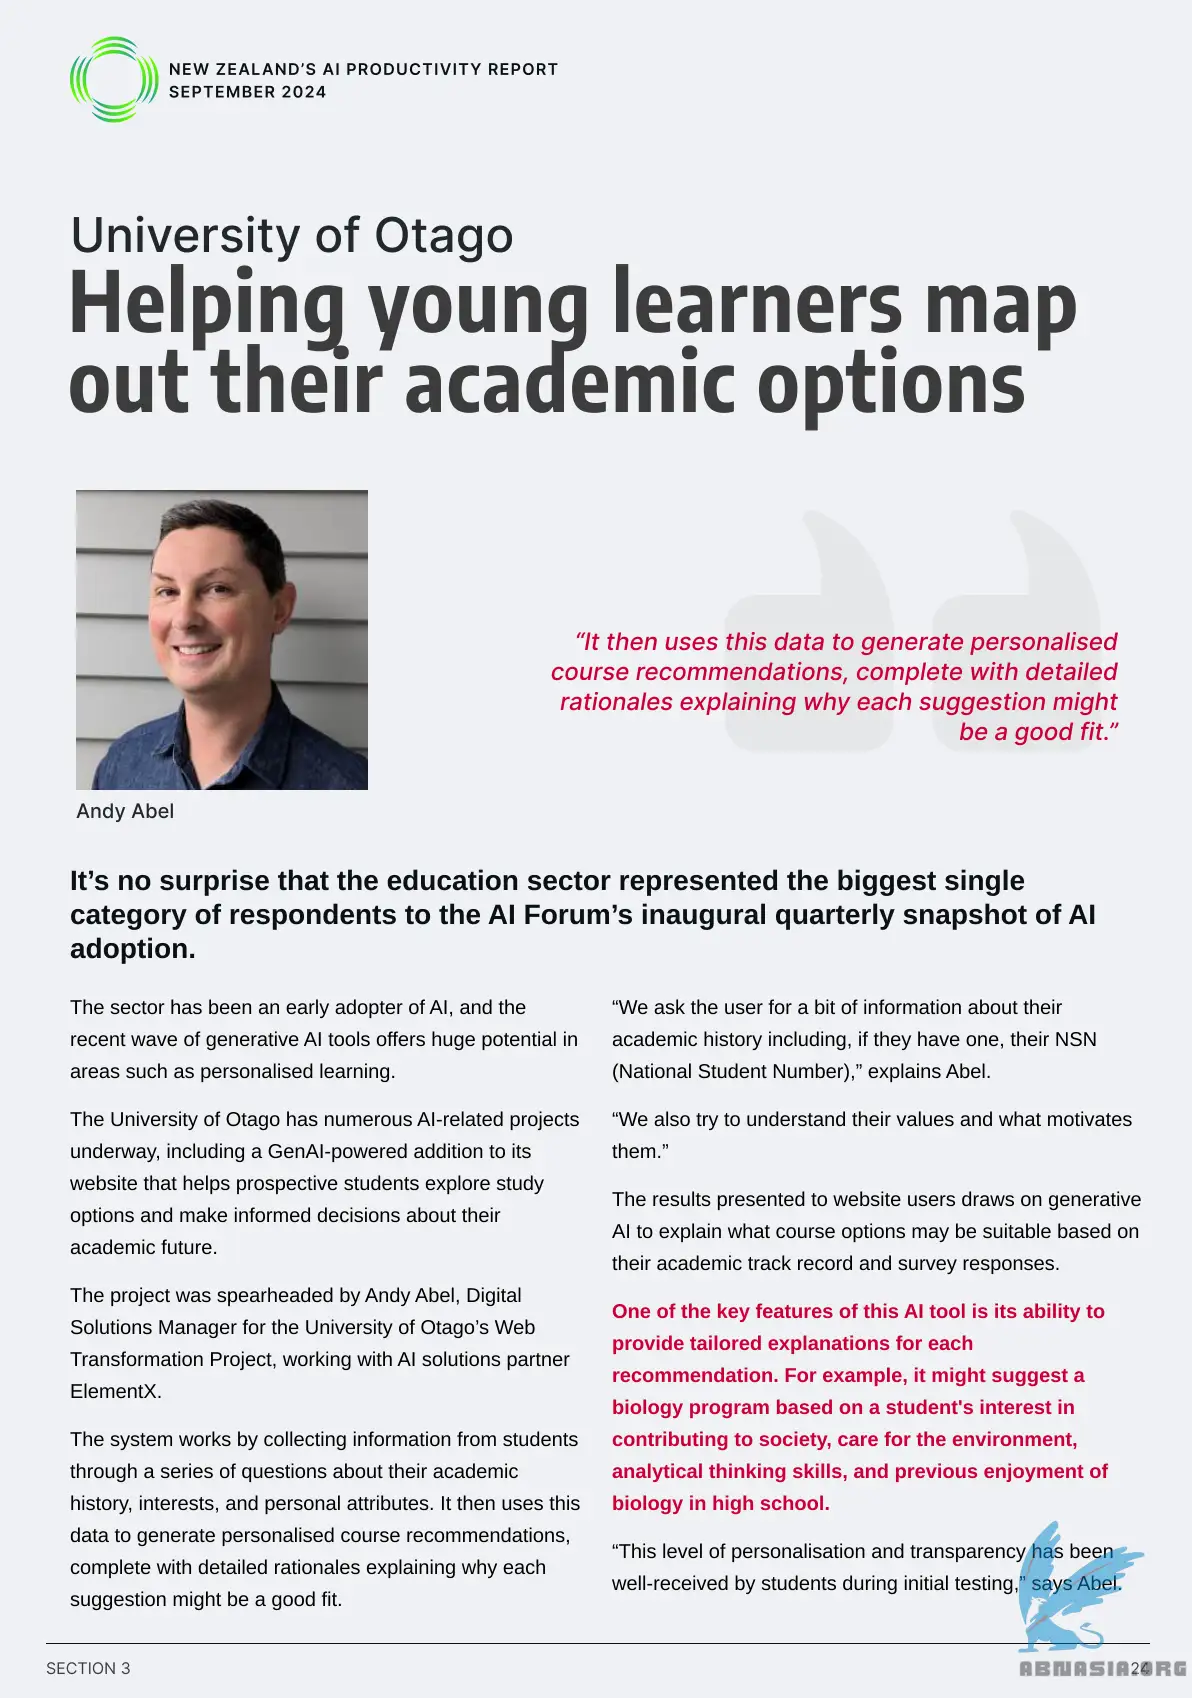 NEW ZEALAND’S AI PRODUCTIVITY REPORT
SEPTEMBER 2024
University of Otago
Helping young learners map
out their academic options
“It then uses this data to generate personalised
course recommendations, complete with detailed
rationales explaining why each suggestion might
be a good fit.”
Andy Abel
It’s no surprise that the education sector represented the biggest single
category of respondents to the AI Forum’s inaugural quarterly snapshot of AI
adoption.
The sector has been an early adopter of AI, and the
recent wave of generative AI tools offers huge potential in
areas such as personalised learning.
The University of Otago has numerous AI-related projects
underway, including a GenAI-powered addition to its
website that helps prospective students explore study
options and make informed decisions about their
academic future.
The project was spearheaded by Andy Abel, Digital
Solutions Manager for the University of Otago’s Web
Transformation Project, working with AI solutions partner
ElementX.
The system works by collecting information from students
through a series of questions about their academic
history, interests, and personal attributes. It then uses this
data to generate personalised course recommendations,
complete with detailed rationales explaining why each
suggestion might be a good fit.
“We ask the user for a bit of information about their
academic history including, if they have one, their NSN
(National Student Number),” explains Abel.
“We also try to understand their values and what motivates
them.”
The results presented to website users draws on generative
AI to explain what course options may be suitable based on
their academic track record and survey responses.
One of the key features of this AI tool is its ability to
provide tailored explanations for each
recommendation. For example, it might suggest a
biology program based on a student's interest in
contributing to society, care for the environment,
analytical thinking skills, and previous enjoyment of
biology in high school.
“This level of personalisation and transparency has been
well-received by students during initial testing,” says Abel.
SECTION 3
24
ABNASIA.ORG